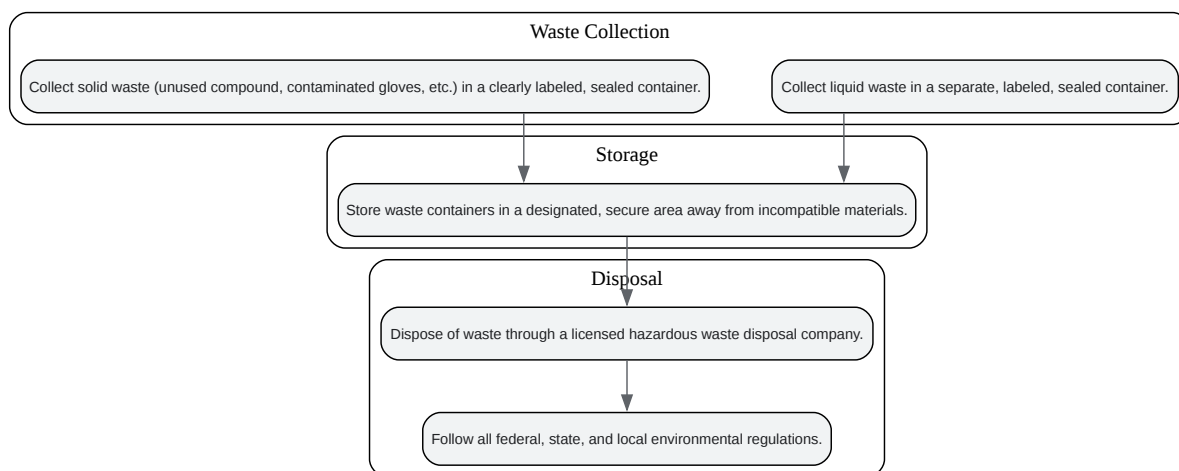 Waste Collection
Collect solid waste (unused compound, contaminated gloves, etc.) in a clearly labeled, sealed container.
Collect liquid waste in a separate, labeled, sealed container.
Storage
Store waste containers in a designated, secure area away from incompatible materials.
Disposal
Dispose of waste through a licensed hazardous waste disposal company.
Follow all federal, state, and local environmental regulations.